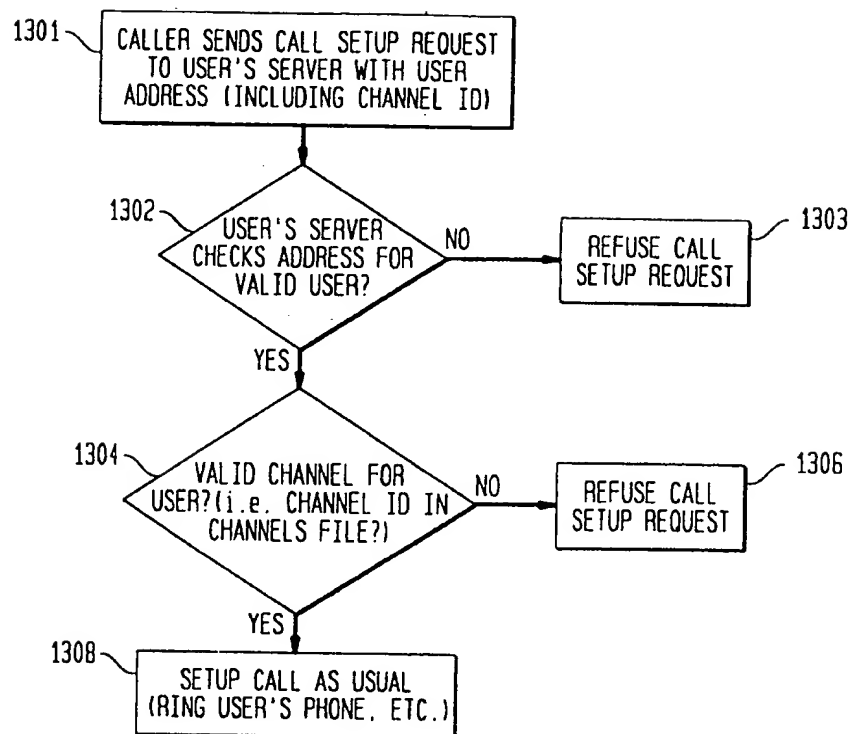 1301
CALLER SENDS CALL SETUP REQUEST
TO USER'S SERVER WITH USER
ADDRESS (INCLUDING CHANNEL ID)
1302
USER'S SERVER
CHECKS ADDRESS FOR
VALID USER?
NO
1303
REFUSE CALL
SETUP REQUEST
YES
1304
VALID CHANNEL FOR
USER?(i.e. CHANNEL ID IN
CHANNELS FILE?)
NO
1306
REFUSE CALL
SETUP REQUEST
YES
1308
SETUP CALL AS USUAL
(RING USER'S PHONE, ETC.)